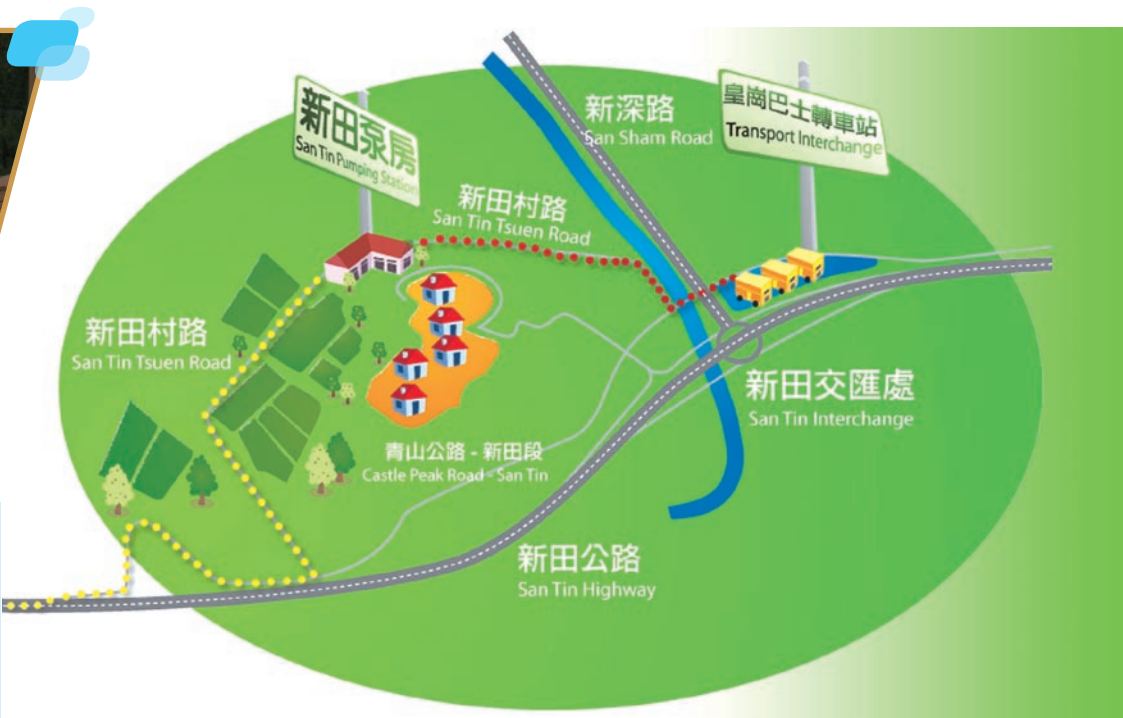 新田泵房
San Tin Pumping Station
新深路
San Sham Road
皇崗巴士轉車站
Transport Interchange
新田村路
San Tin Tsuen Road
新田村路
San Tin Tsuen Road
新田交匯處
San Tin Interchange
青山公路 - 新田段
Castle Peak Road - San Tin
新田公路
San Tin Highway